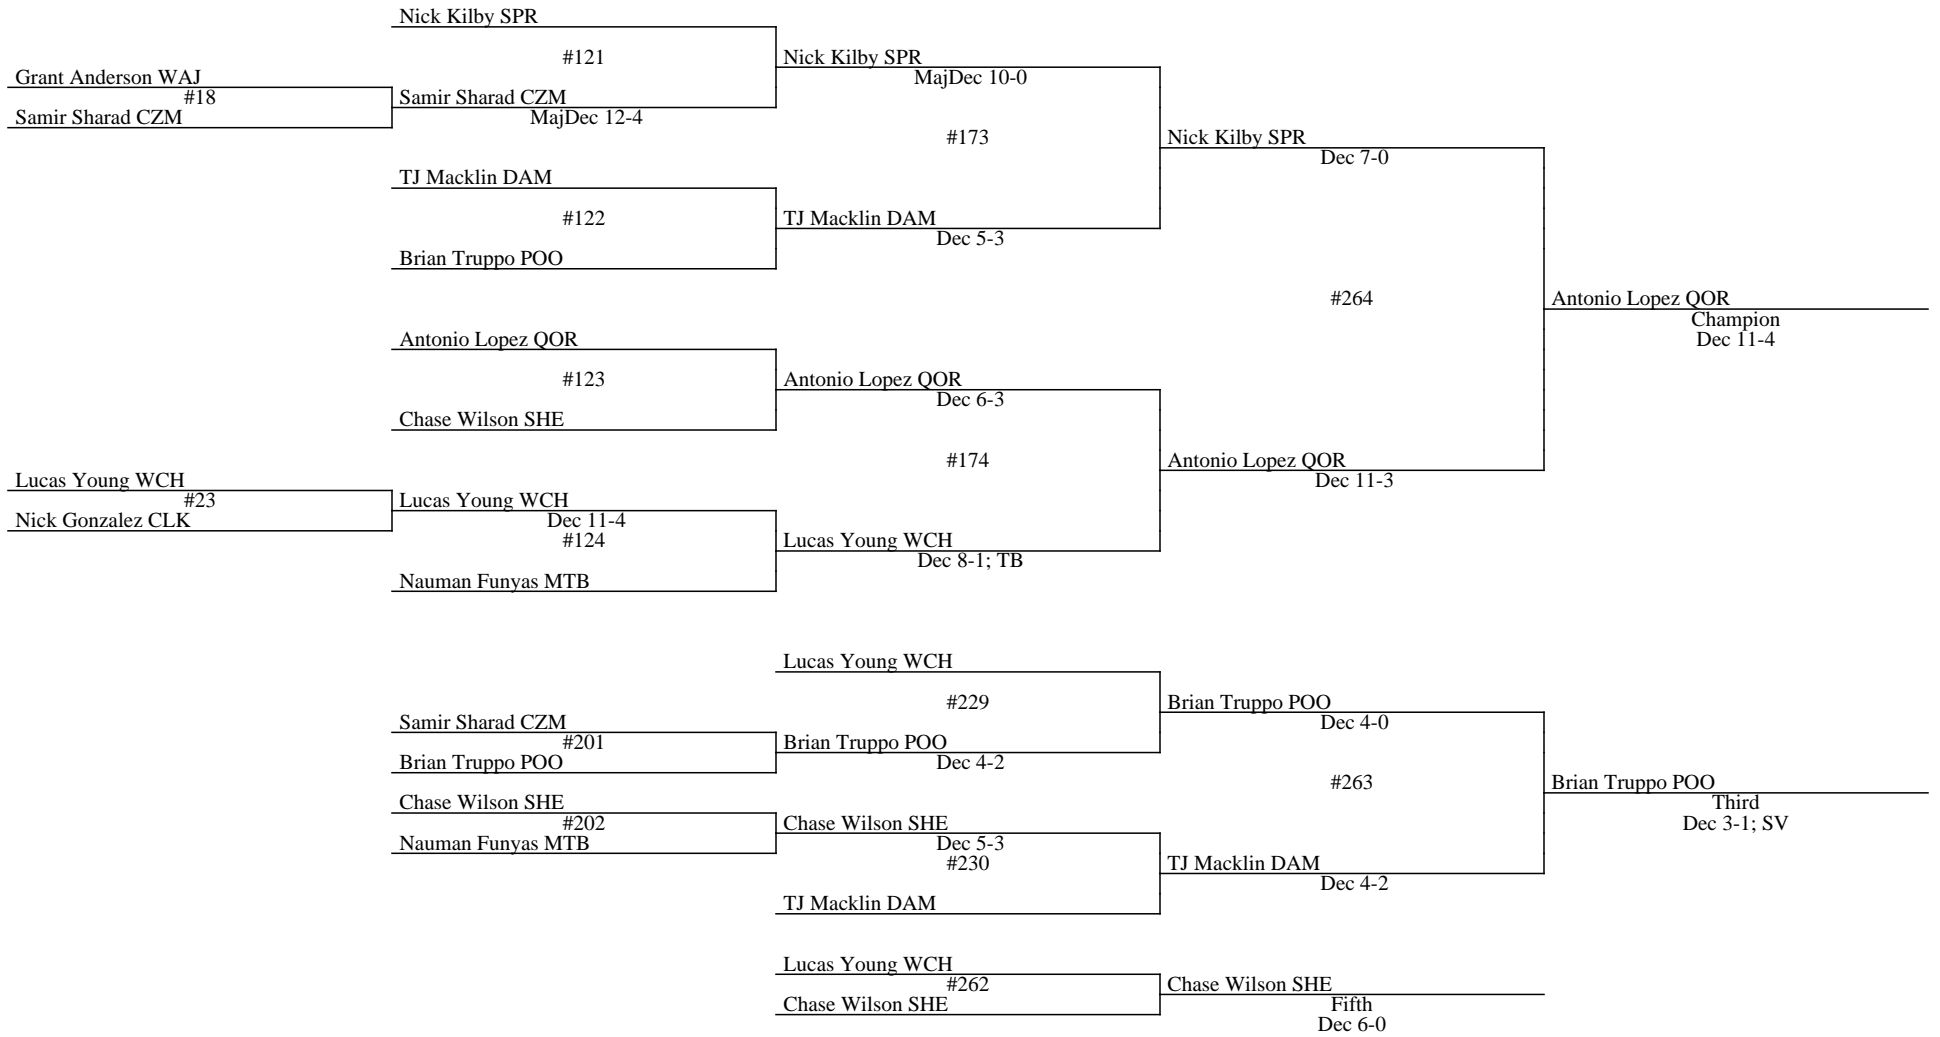 Nick Kilby SPR
#121
Nick Kilby SPR
Grant Anderson WAJ
MajDec 10-0
#18
Samir Sharad CZM
Samir Sharad CZM
MajDec 12-4
#173
Nick Kilby SPR
Dec 7-0
TJ Macklin DAM
#122
TJ Macklin DAM
Dec 5-3
Brian Truppo POO
#264
Antonio Lopez QOR
Champion
Dec 11-4
Antonio Lopez QOR
#123
Antonio Lopez QOR
Dec 6-3
Chase Wilson SHE
#174
Antonio Lopez QOR
Dec 11-3
Lucas Young WCH
#23
Lucas Young WCH
Nick Gonzalez CLK
Dec 11-4
#124
Lucas Young WCH
Dec 8-1; TB
Nauman Funyas MTB
Lucas Young WCH
#229
Brian Truppo POO
Dec 4-0
Samir Sharad CZM
#201
Brian Truppo POO
Brian Truppo POO
Dec 4-2
#263
Brian Truppo POO
Third
Dec 3-1; SV
Chase Wilson SHE
#202
Chase Wilson SHE
Nauman Funyas MTB
Dec 5-3
#230
TJ Macklin DAM
Dec 4-2
TJ Macklin DAM
Lucas Young WCH
#262
Chase Wilson SHE
Chase Wilson SHE
Fifth
Dec 6-0